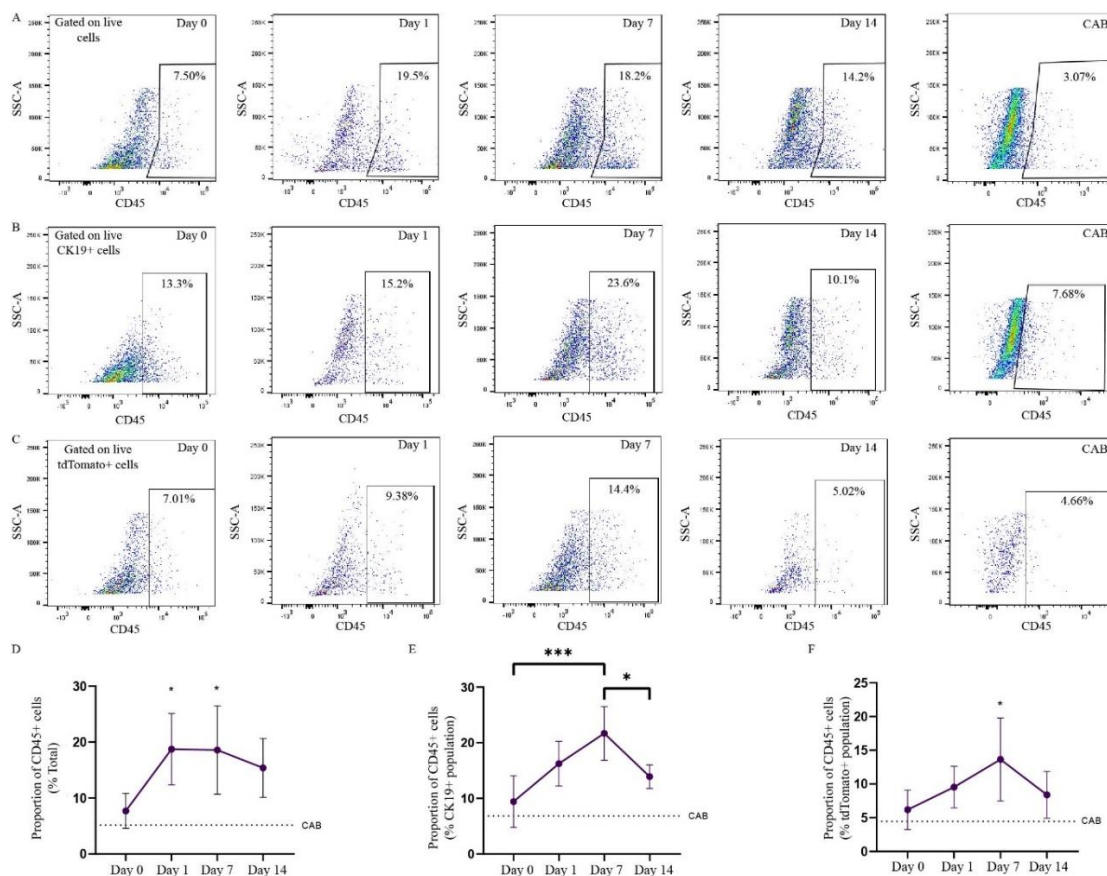 A
Gated on live
cells
Day 0
7.50%
Day 1
19.5%
Day 7
18.2%
Day 14
14.2%
CAB
3.07%
SSC-A
250K
200K
150K
100K
50K
0
CD45
SSC-A
CD45
SSC-A
CD45
SSC-A
CD45
SSC-A
CD45
B
Gated on live
CK19+ cells
Day 0
13.3%
Day 1
15.2%
Day 7
23.6%
Day 14
10.1%
CAB
7.68%
SSC-A
CD45
SSC-A
CD45
SSC-A
CD45
SSC-A
CD45
SSC-A
CD45
C
Gated on live
tdTomato+ cells
Day 0
7.01%
Day 1
9.38%
Day 7
14.4%
Day 14
5.02%
CAB
4.66%
SSC-A
CD45
SSC-A
CD45
SSC-A
CD45
SSC-A
CD45
SSC-A
CD45
D
Proportion of CD45+ cells
(% Total)
30
20
10
0
* *
CAB
Day 0 Day 1 Day 7 Day 14
E
Proportion of CD45+ cells
(% CK19+ population)
30
20
10
0
***
*
CAB
Day 0 Day 1 Day 7 Day 14
F
Proportion of CD45+ cells
(% tdTomato+ population)
25
20
15
10
5
0
*
CAB
Day 0 Day 1 Day 7 Day 14